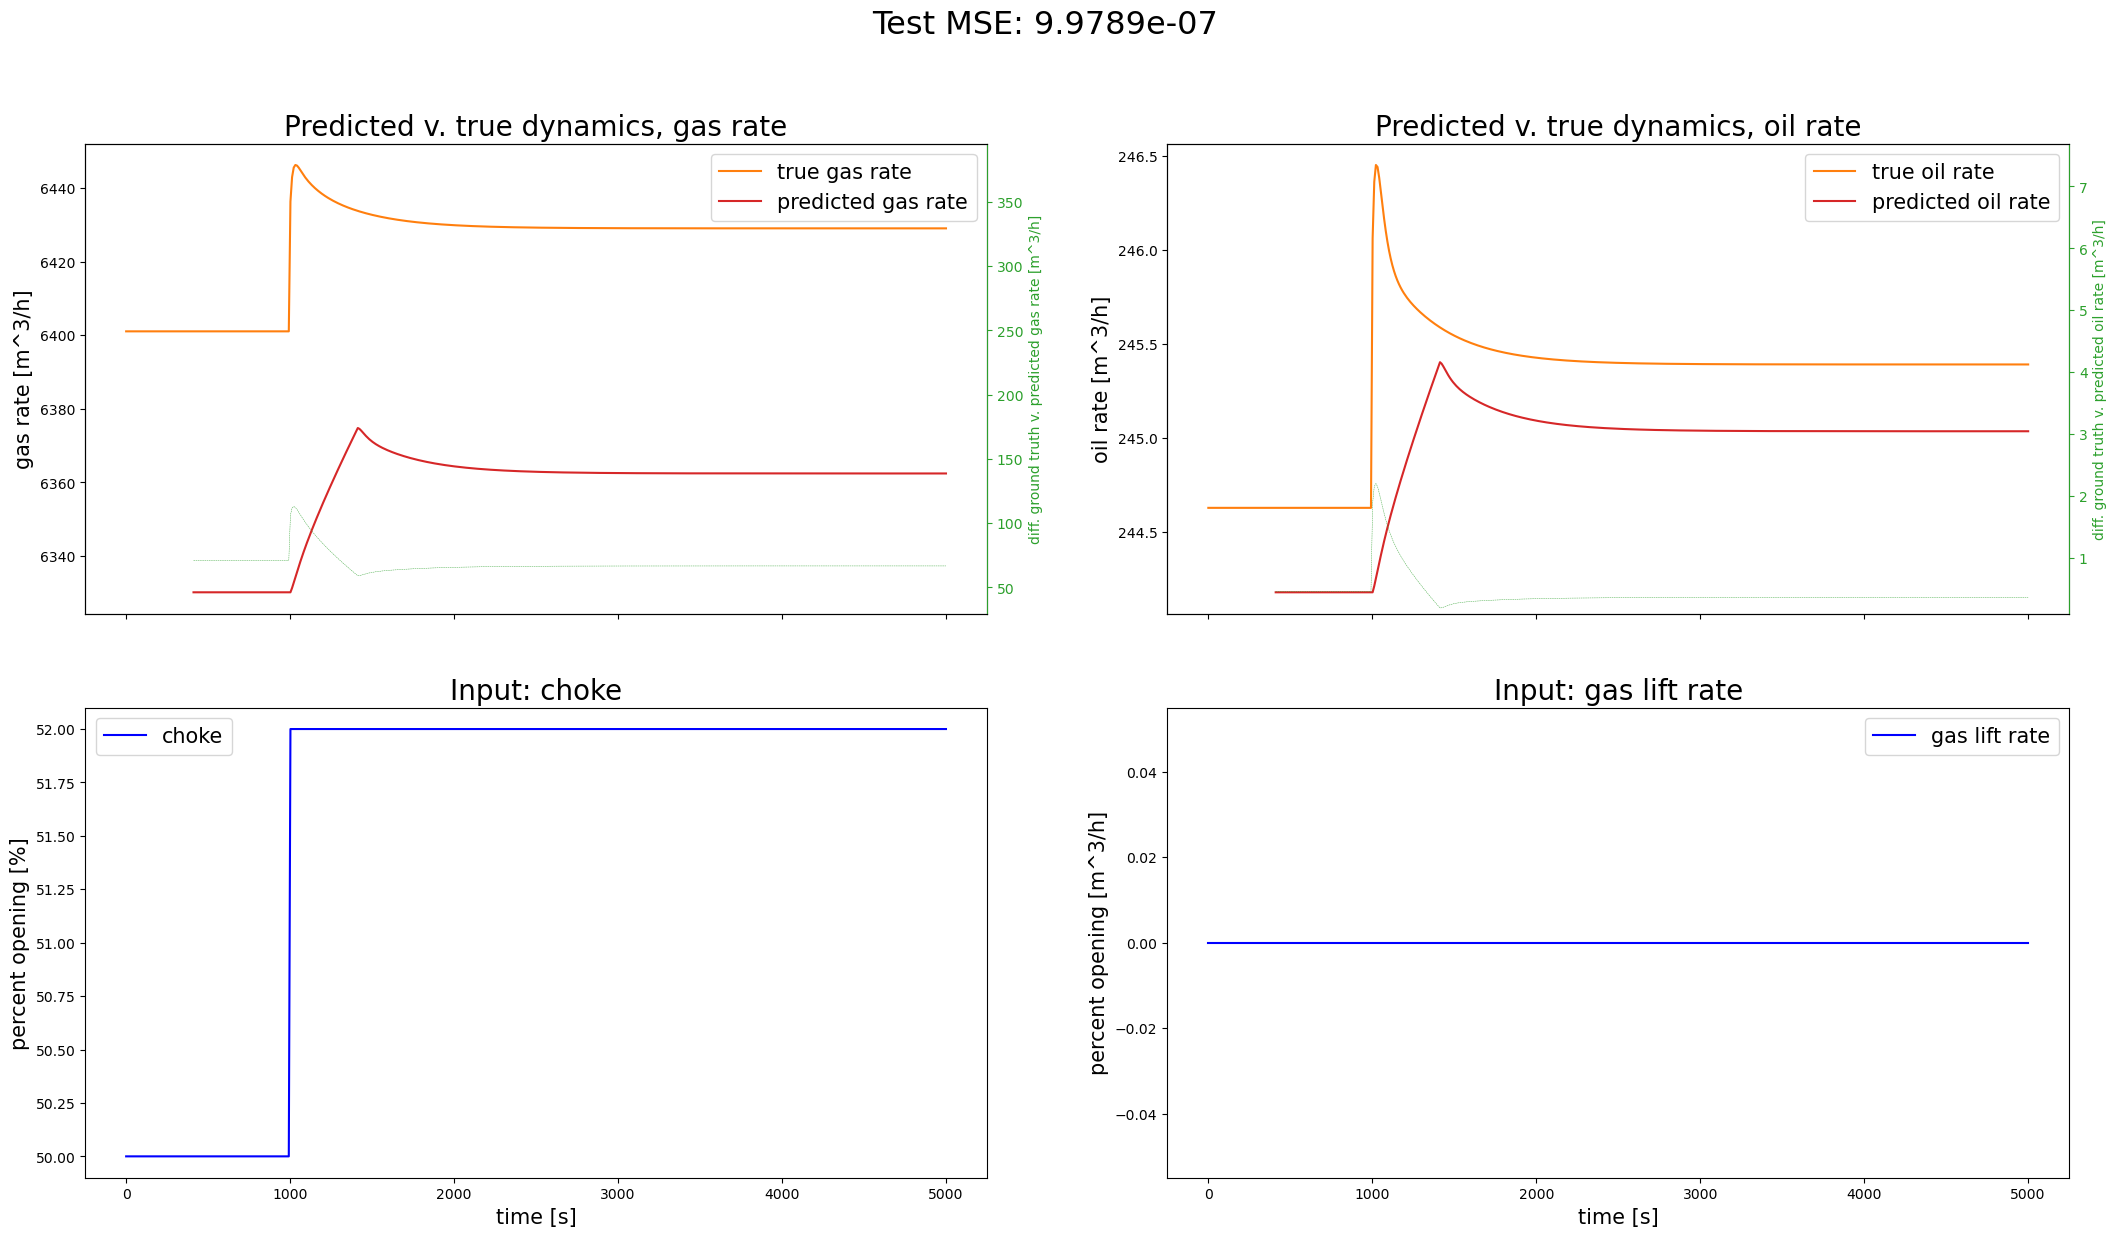 Test MSE: 9.9789e-07
Predicted v. true dynamics, gas rate
true gas rate
predicted gas rate
gas rate [m^3/h]
6440
6420
6400
6380
6360
6340
350
300
250
200
150
100
50
diff. ground truth v. predicted gas rate [m^3/h]
Predicted v. true dynamics, oil rate
true oil rate
predicted oil rate
oil rate [m^3/h]
246.5
246.0
245.5
245.0
244.5
7
6
5
4
3
2
1
diff. ground truth v. predicted oil rate [m^3/h]
Input: choke
choke
percent opening [%]
52.00
51.75
51.50
51.25
51.00
50.75
50.50
50.25
50.00
0 1000 2000 3000 4000 5000
time [s]
Input: gas lift rate
gas lift rate
percent opening [m^3/h]
0.04
0.02
0.00
−0.02
−0.04
0 1000 2000 3000 4000 5000
time [s]